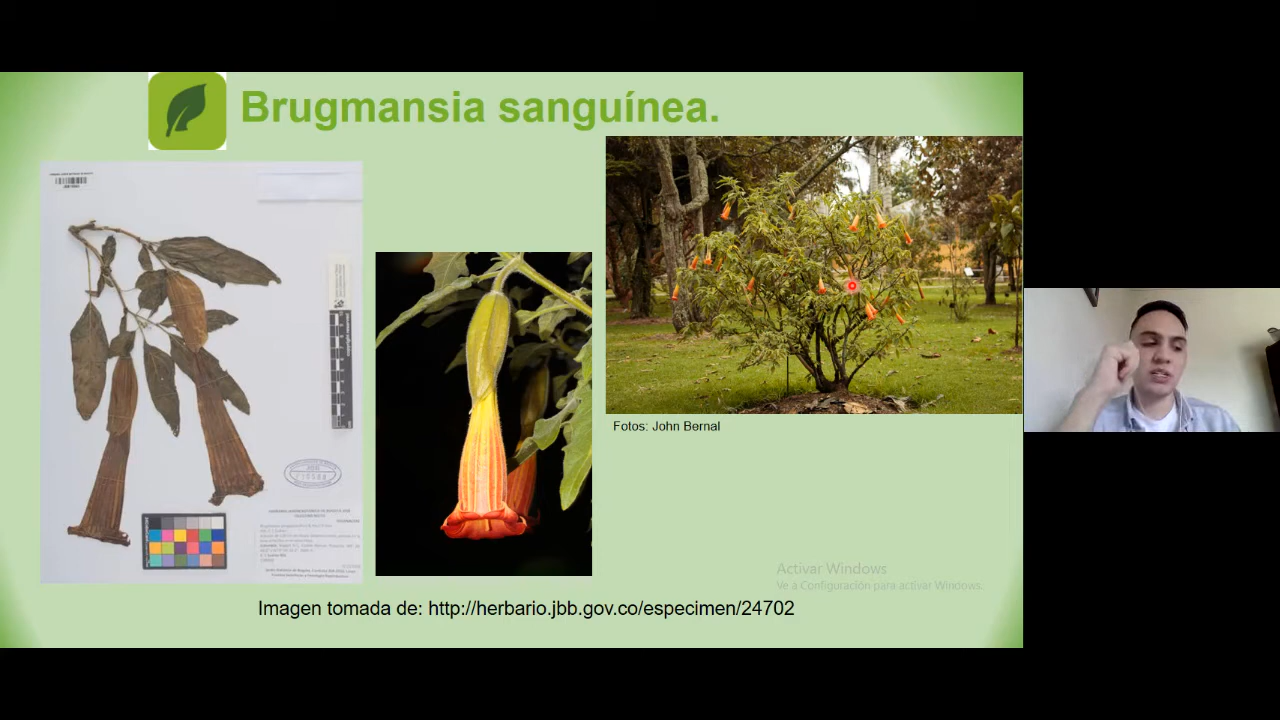 Brugmansia sanguínea.
Fotos: John Bernal
Activar Windows
Ve a Configuración para activar Windows.
Imagen tomada de: http://herbario.jbb.gov.co/especimen/24702